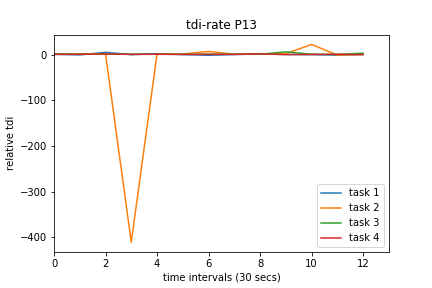 tdi-rate P13
relative tdi
0
−100
−200
−300
−400
0 2 4 6 8 10 12
time intervals (30 secs)
task 1
task 2
task 3
task 4